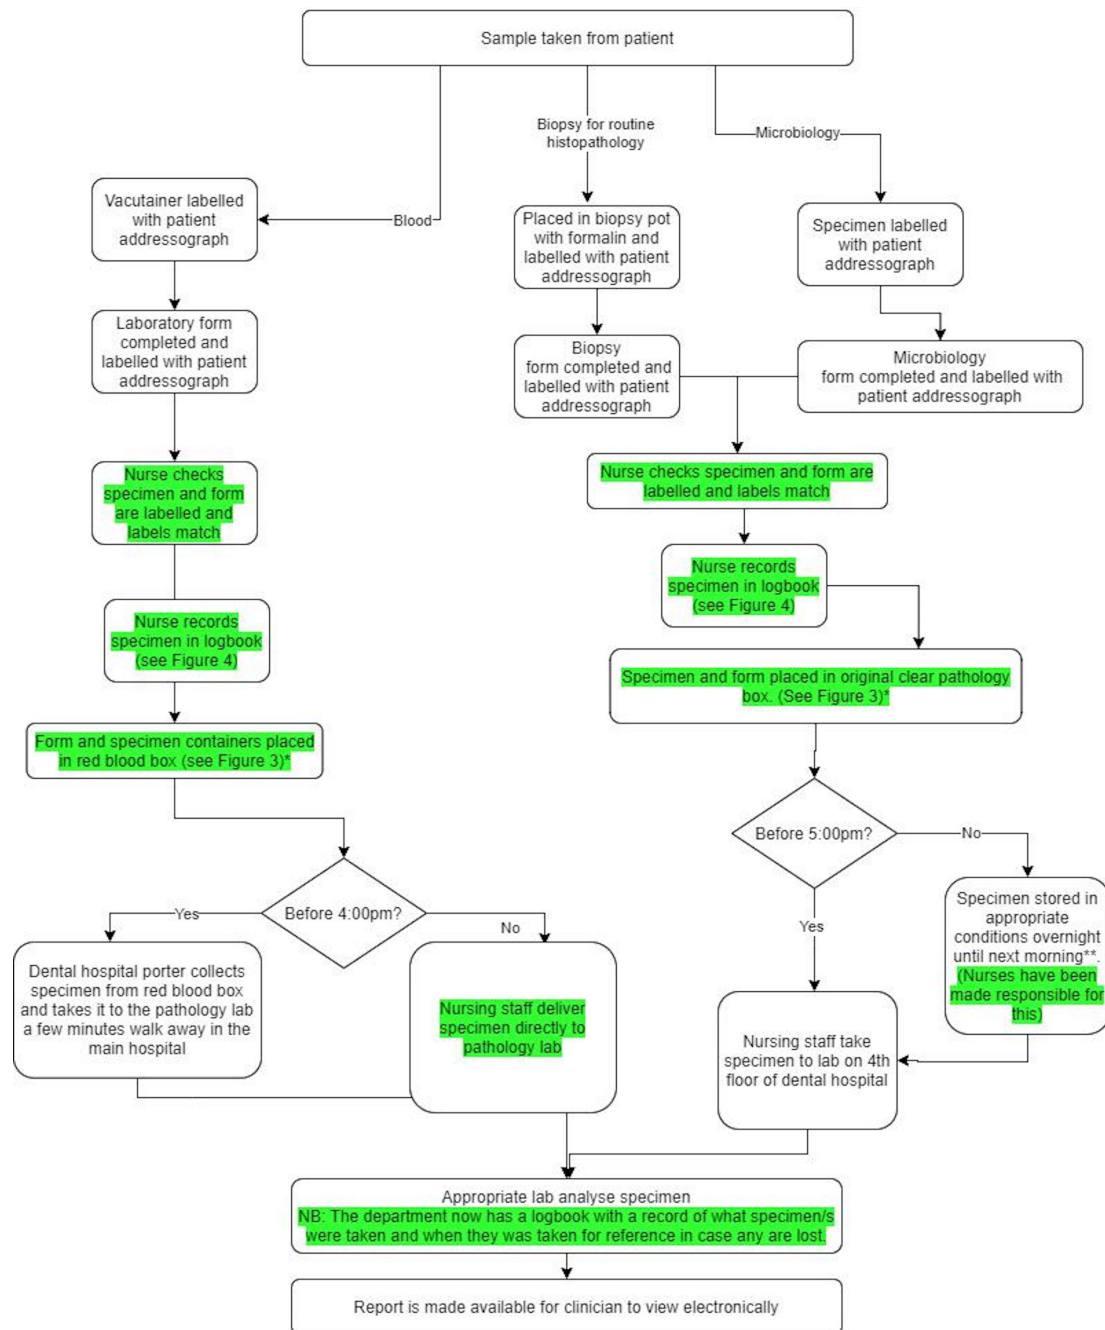 Sample taken from patient
Biopsy for routine
histopathology
Microbiology
Blood
Vacutainer labelled
with patient
addressograph
Placed in biopsy pot
with formalin and
labelled with patient
addressograph
Specimen labelled
with patient
addressograph
Laboratory form
completed and
labelled with patient
addressograph
Biopsy
form completed and
labelled with patient
addressograph
Microbiology
form completed and labelled with
patient addressograph
Nurse checks
specimen and form
are labelled and
labels match
Nurse checks specimen and form are
labelled and labels match
Nurse records
specimen in logbook
(see Figure 4)
Nurse records
specimen in logbook
(see Figure 4)
Form and specimen containers placed
in red blood box (see Figure 3)*
Specimen and form placed in original clear pathology
box. (See Figure 3)*
Before 4:00pm?
Yes
No
Before 5:00pm?
No
Yes
Dental hospital porter collects
specimen from red blood box
and takes it to the pathology lab
a few minutes walk away in the
main hospital
Nursing staff deliver
specimen directly to
pathology lab
Specimen stored in
appropriate
conditions overnight
until next morning**.
(Nurses have been
made responsible for
this)
Nursing staff take
specimen to lab on 4th
floor of dental hospital
Appropriate lab analyse specimen
NB: The department now has a logbook with a record of what specimen/s
were taken and when they was taken for reference in case any are lost.
Report is made available for clinician to view electronically